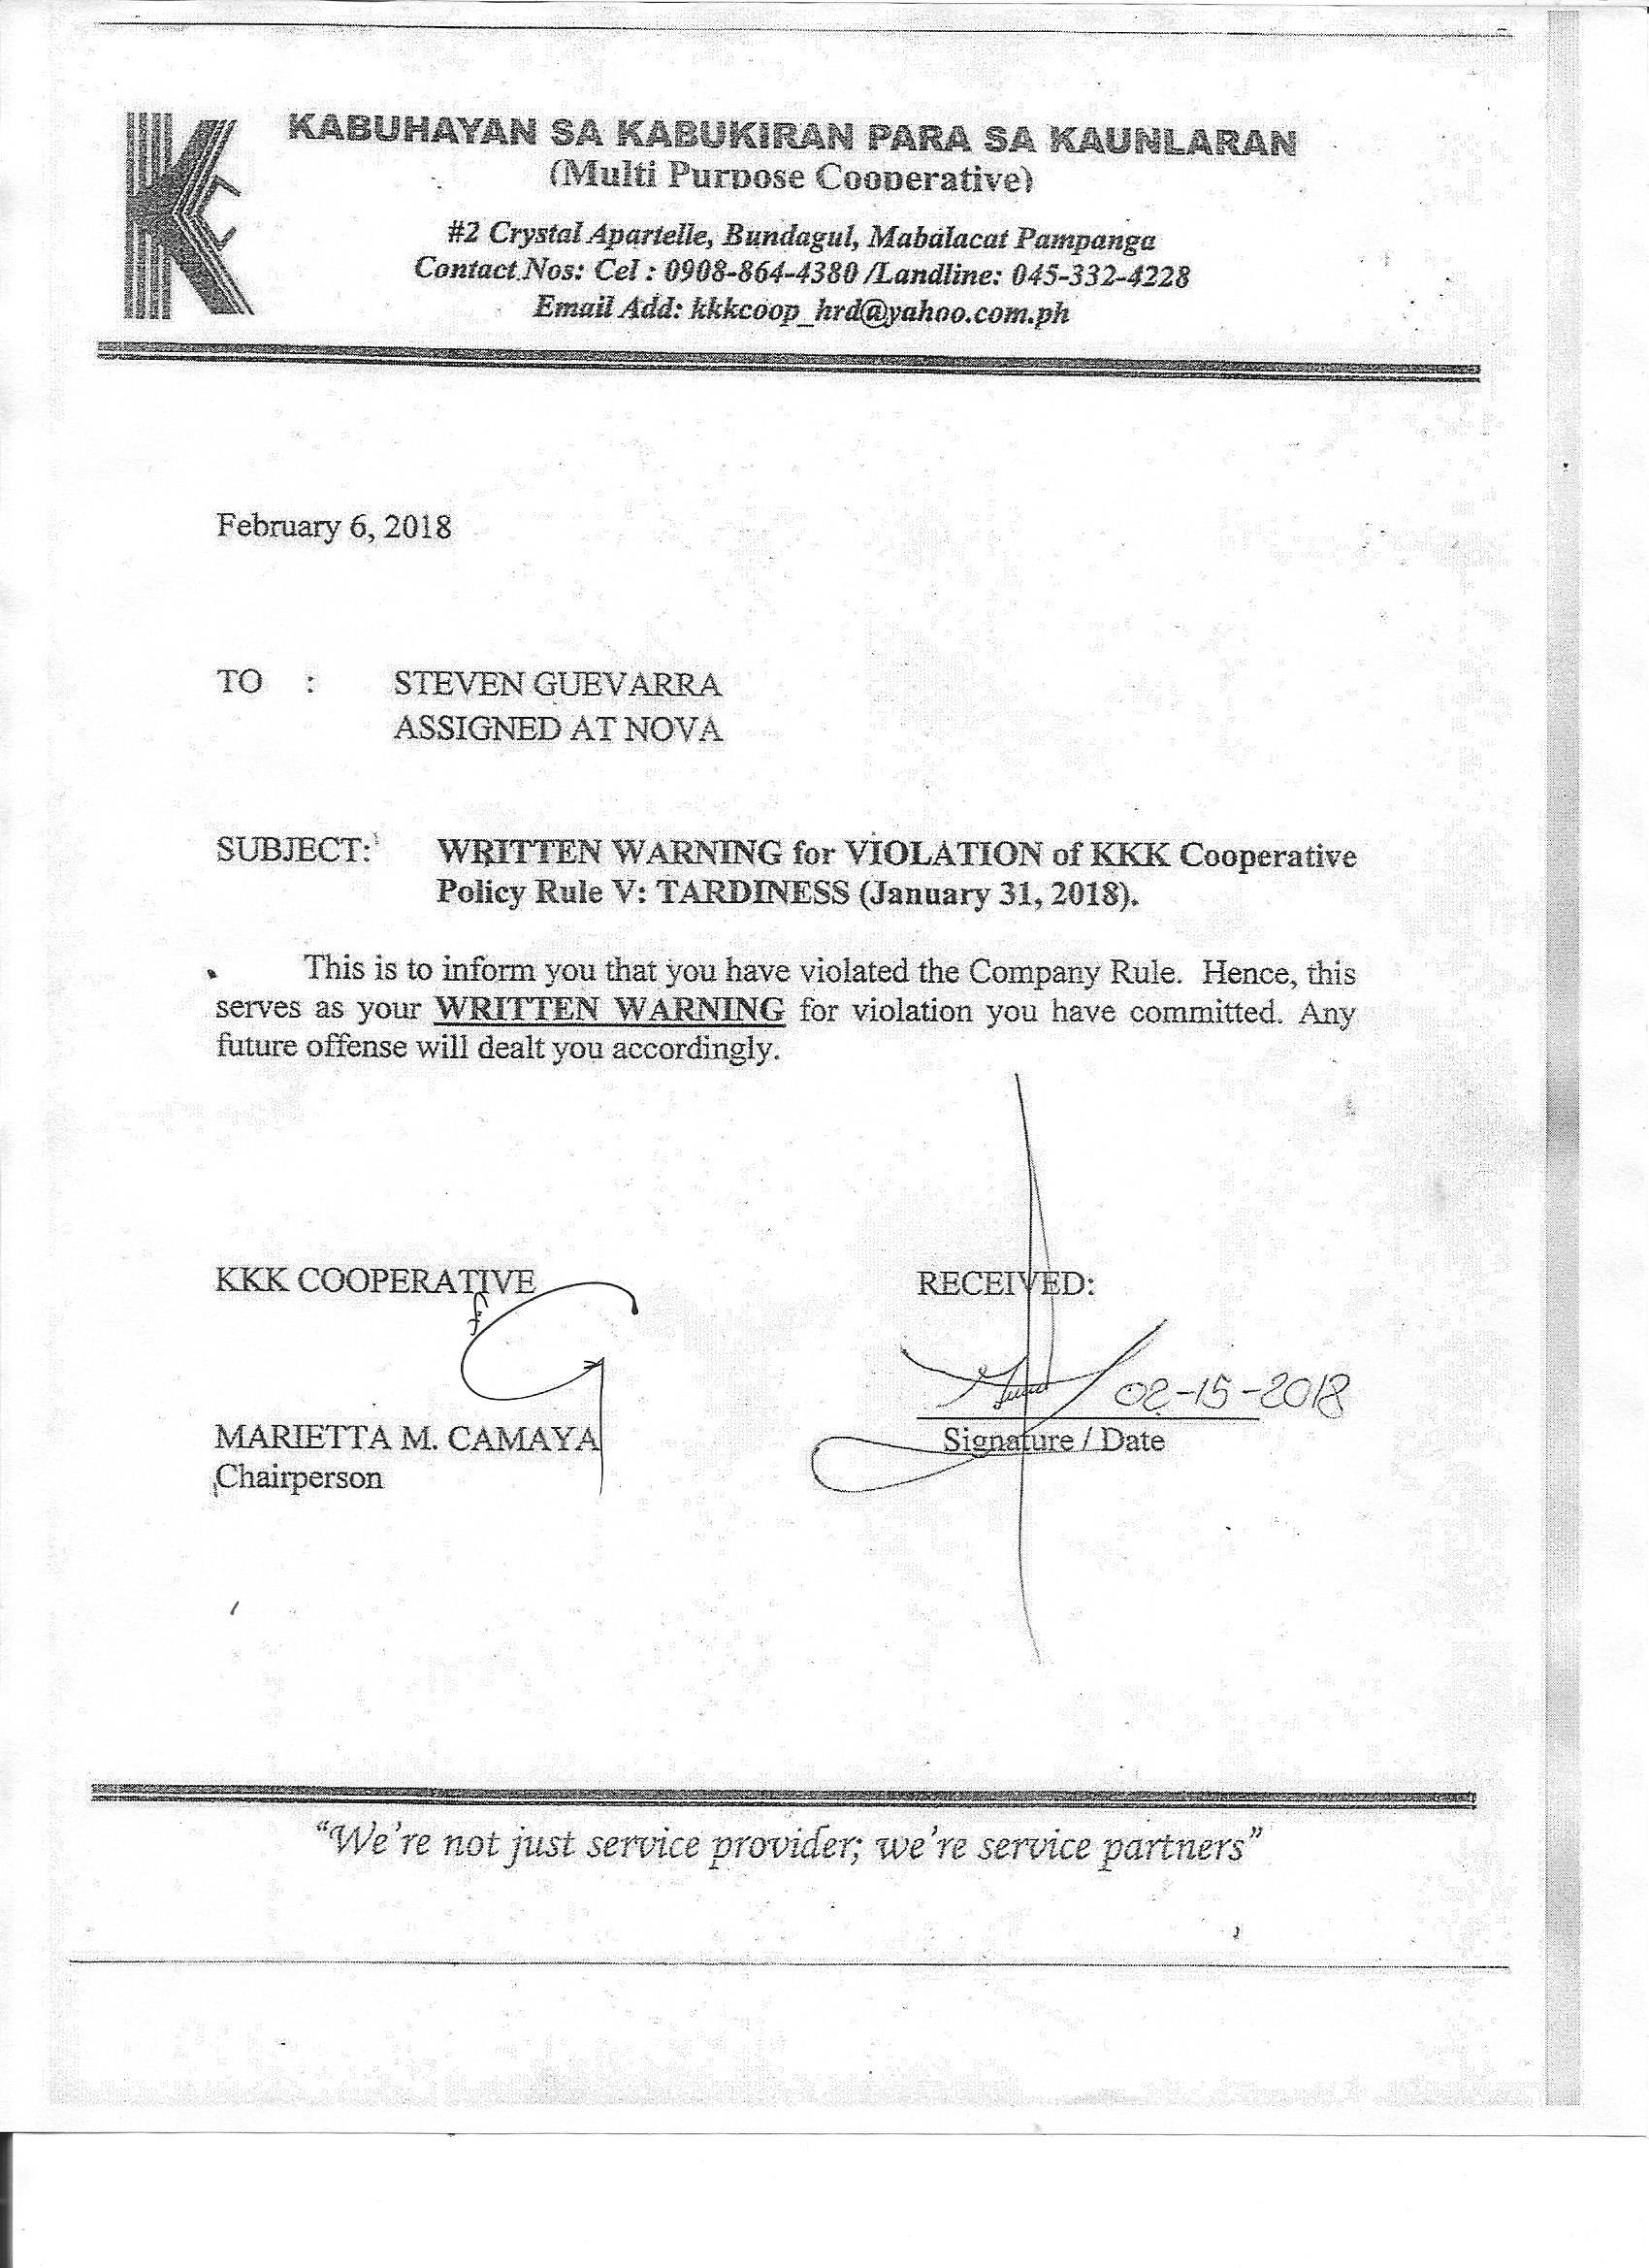 KABUHAYAN SA KABUKIRAN PARA SA KAUNLARAN
(Multi Purpose Cooperative)
#2 Crystal Apartelle, Bundagul, Mabalacat Pampanga
Contact Nos: Cel : 0908-864-4380 /Landline: 045-332-4228
Email Add: kkkcoop_hrd@yahoo.com.ph
February 6, 2018
TO : STEVEN GUEVARRA
ASSIGNED AT NOVA
SUBJECT: WRITTEN WARNING for VIOLATION of KKK Cooperative
Policy Rule V: TARDINESS (January 31, 2018).
This is to inform you that you have violated the Company Rule. Hence, this
serves as your WRITTEN WARNING for violation you have committed. Any
future offense will dealt you accordingly.
KKK COOPERATIVE RECEIVED:
02-15-2018
MARIETTA M. CAMAYA Signature / Date
Chairperson
"We're not just service provider; we're service partners"